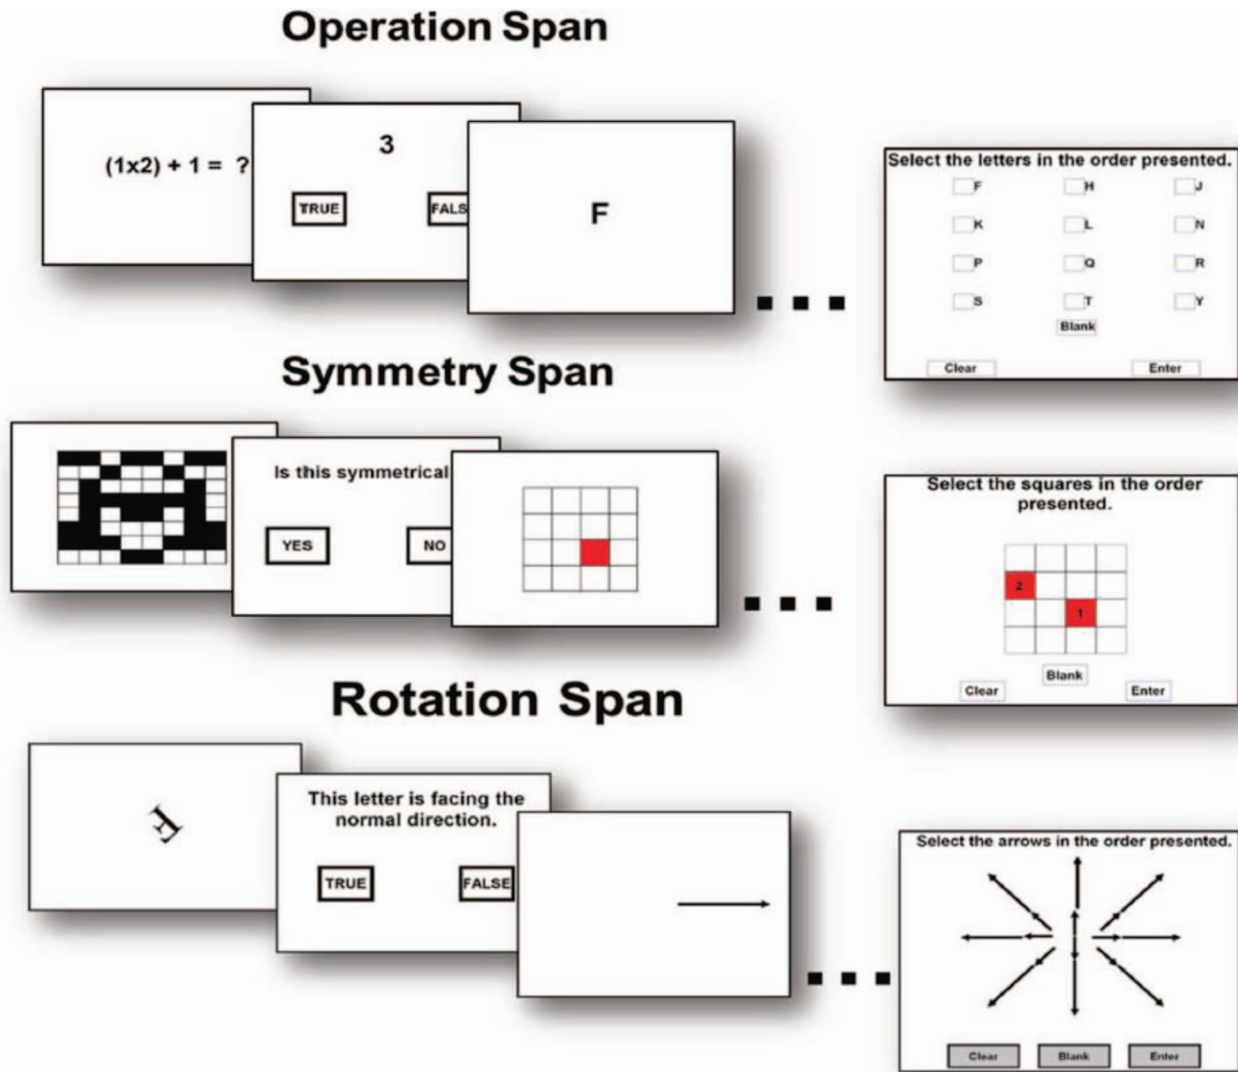 Operation Span
(1x2) + 1 = ?
3
TRUE FALS
F
Select the letters in the order presented.
F H J
K L N
P Q R
S T Y
Blank
Clear Enter
Symmetry Span
Is this symmetrical
YES NO
Select the squares in the order
presented.
2
1
Blank
Clear Enter
Rotation Span
F
This letter is facing the
normal direction.
TRUE FALSE
Select the arrows in the order presented.
Clear Blank Enter